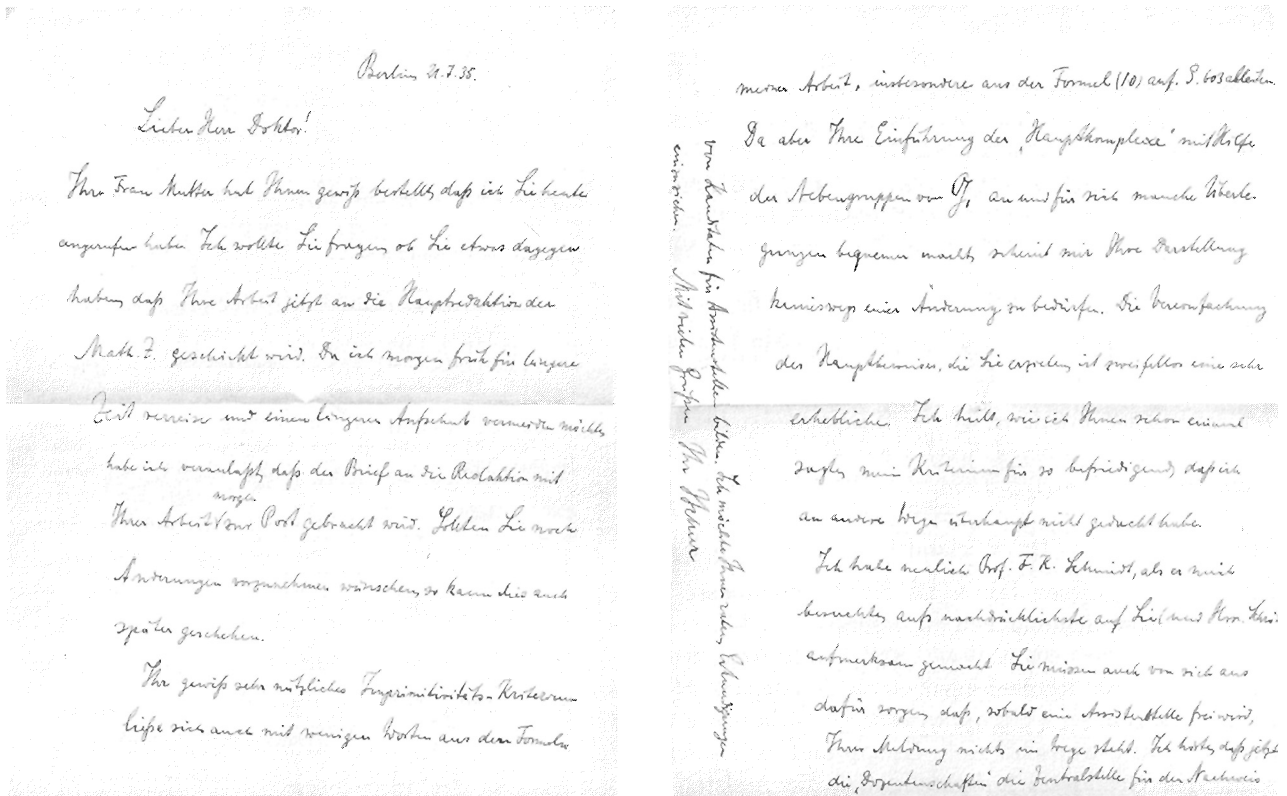 Berlin, 21.7.35.
Lieber Herr Doktor!
Ihre Frau Mutter hat Ihnen gewiß bestellt, daß ich Sie heute
angerufen habe. Ich wollte Sie fragen, ob Sie etwas dagegen
haben, daß Ihre Arbeit jetzt an die Hauptredaktion der
Math. Z. geschickt wird. Da ich morgen früh für längere
Zeit verreise und einen längeren Aufschub vermeiden möchte,
habe ich veranlaßt, daß der Brief an die Redaktion mit
Ihrer Arbeit morgen zur Post gebracht wird. Sollten Sie noch
Änderungen vorzunehmen wünschen, so kann dies auch
später geschehen.
Ihr gewiß sehr nützliches Imprimitivitäts-Kriterium
ließe sich auch mit wenigen Worten aus den Formeln
meiner Arbeit, insbesondere aus der Formel (10) auf S. 603 ableiten.
Da aber Ihre Einführung der „Hauptkomplexe" mit Hilfe
der Nebengruppen von G, an und für sich manche Überle-
gungen bequemer macht, scheint mir Ihre Darstellung
keineswegs einer Änderung zu bedürfen. Die Vereinfachung
des Hauptbeweises, die Sie erzielen, ist zweifellos eine sehr
erhebliche. Ich hielt, wie ich Ihnen schon einmal
sagte, mein Kriterium für so befriedigend, daß ich
an andere Wege überhaupt nicht gedacht habe.
Ich habe neulich Prof. F. K. Schmidt, als er mich
besuchte, aufs nachdrücklichste auf Sie (und Herrn
aufmerksam gemacht. Sie müssen auch von sich aus
dafür sorgen, daß, sobald eine Assistentstelle frei wird,
Ihrer Meldung nichts im Wege steht. Ich hörte, daß jetzt
die „Dozentenschaften" die Zentralstelle für den Nachweis
von Kandidaten für Assistentstellen bilden. Ich möchte Ihnen raten, Erkundigungen
einzuziehen. Mit vielen Grüßen Ihr Schur